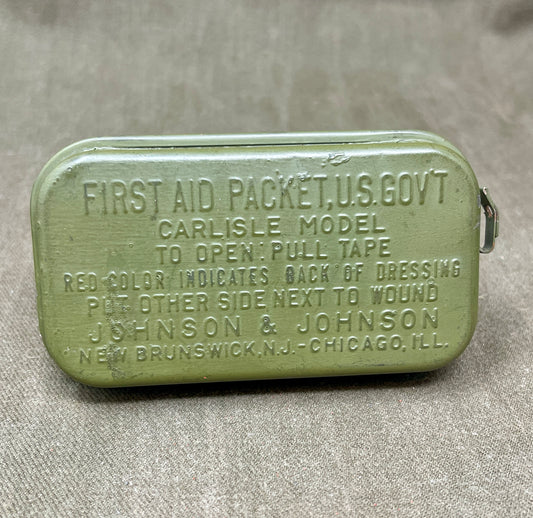 FIRST AID PACKET, U.S. GOV'T
CARLISLE MODEL
TO OPEN: PULL TAPE
RED COLOR INDICATES BACK OF DRESSING
PUT OTHER SIDE NEXT TO WOUND
JOHNSON & JOHNSON
NEW BRUNSWICK, N.J. - CHICAGO, ILL.